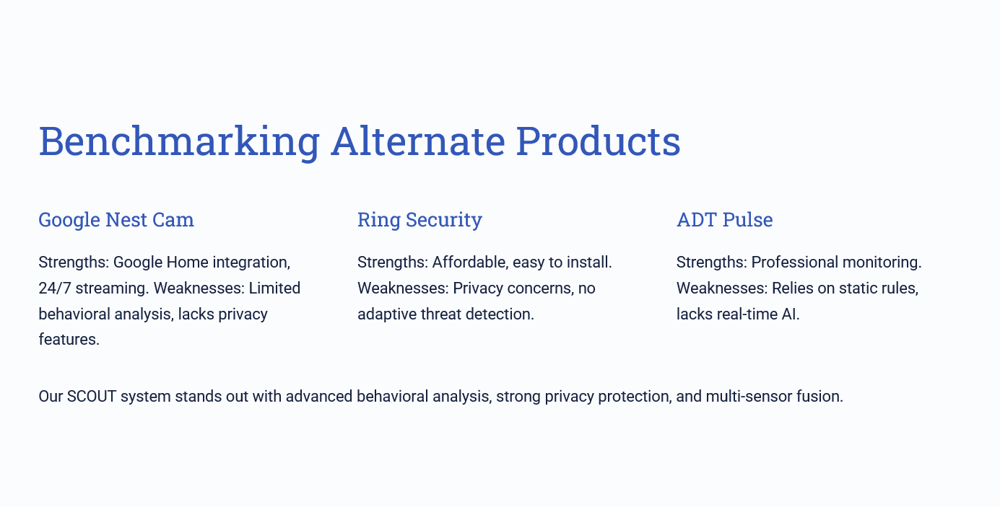 Benchmarking Alternate Products
Google Nest Cam
Strengths: Google Home integration,
24/7 streaming. Weaknesses: Limited
behavioral analysis, lacks privacy
features.
Ring Security
Strengths: Affordable, easy to install.
Weaknesses: Privacy concerns, no
adaptive threat detection.
ADT Pulse
Strengths: Professional monitoring.
Weaknesses: Relies on static rules,
lacks real-time AI.
Our SCOUT system stands out with advanced behavioral analysis, strong privacy protection, and multi-sensor fusion.